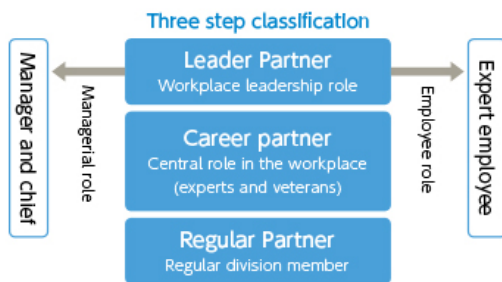 Three step classification
Manager and chief
Managerial role
Leader Partner
Workplace leadership role
Career partner
Central role in the workplace
(experts and veterans)
Regular Partner
Regular division member
Employee role
Expert employee